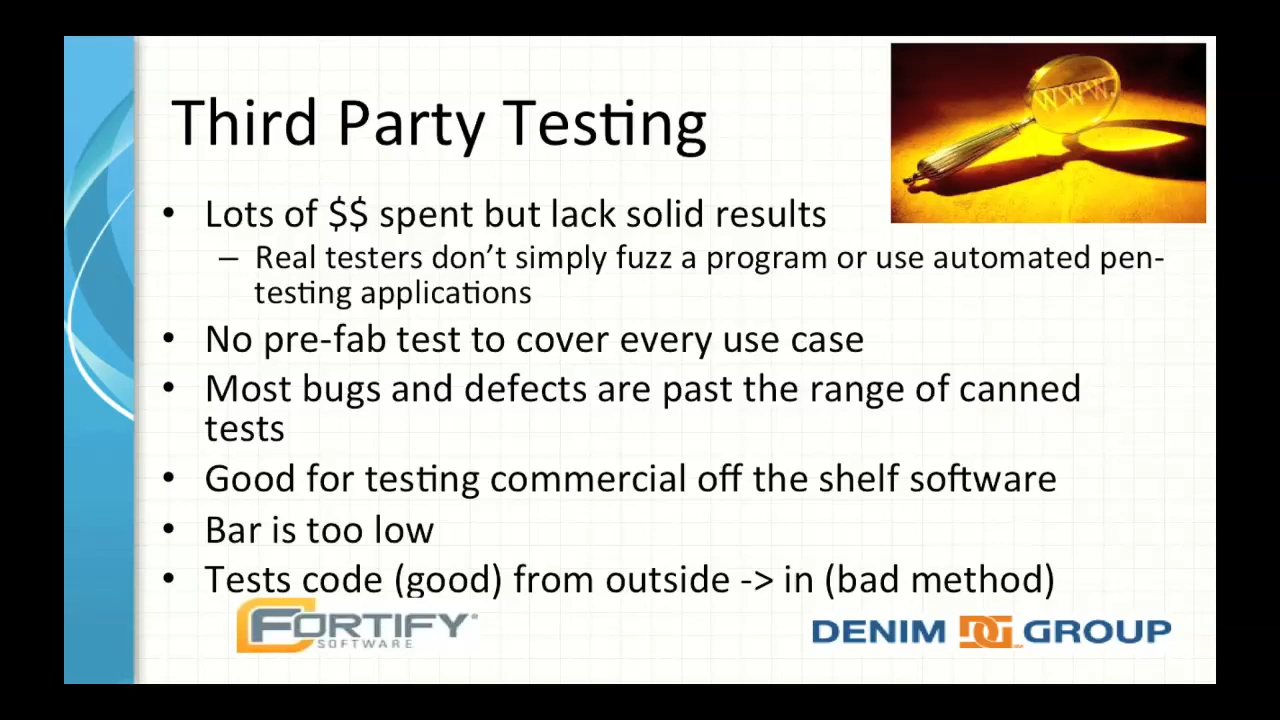 Third Party Testing
www.
• Lots of $$ spent but lack solid results
– Real testers don’t simply fuzz a program or use automated pen-
testing applications
• No pre-fab test to cover every use case
• Most bugs and defects are past the range of canned
tests
• Good for testing commercial off the shelf software
• Bar is too low
• Tests code (good) from outside -> in (bad method)
FORTIFY®
SOFTWARE
DENIM DG GROUP